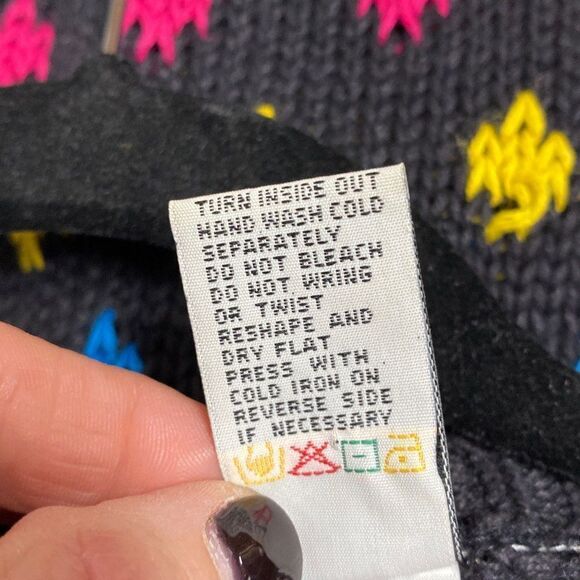 TURN INSIDE OUT
HAND WASH COLD
SEPARATELY
DO NOT BLEACH
DO NOT WRING
OR TWIST
RESHAPE AND
DRY FLAT
PRESS WITH
COLD IRON ON
REVERSE SIDE
IF NECESSARY